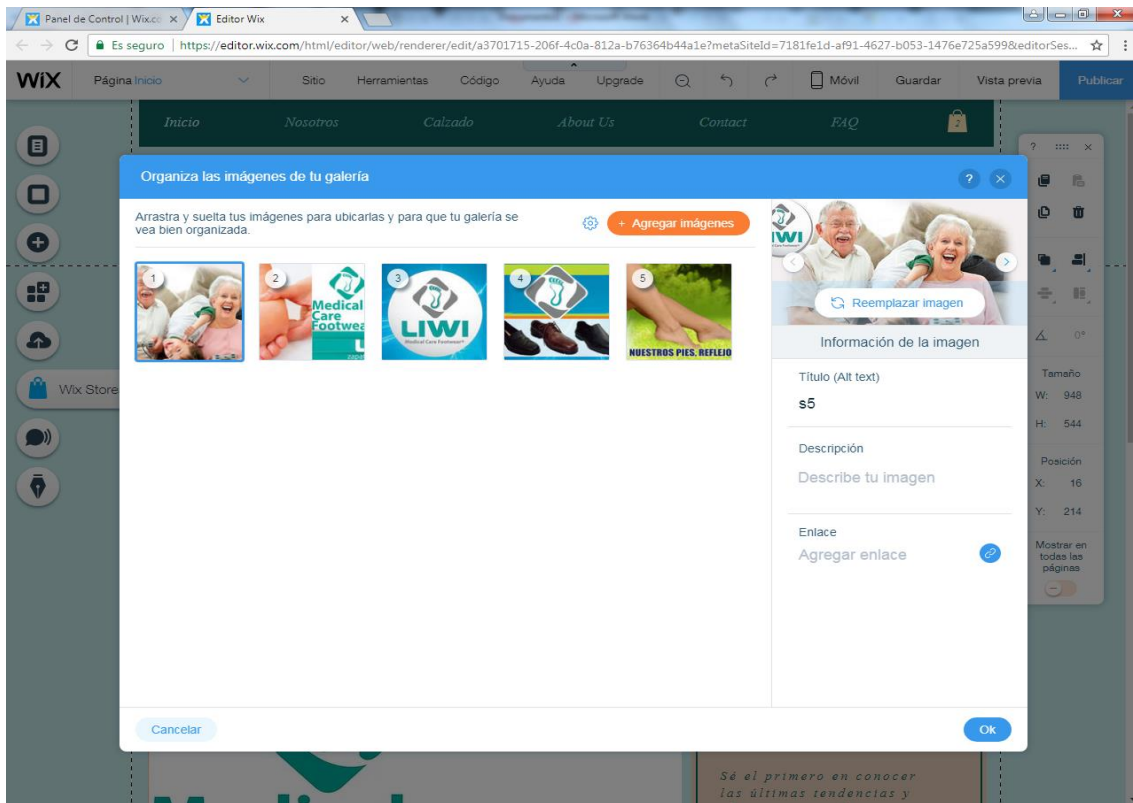 Panel de Control | Wix.co
Editor Wix
Es seguro
https://editor.wix.com/html/editor/web/renderer/edit/a3701715-206f-4c0a-812a-b76364b44a1e?metaSiteId=7181fe1d-af91-4627-b053-1476e725a599&editorSes...
WiX
Página Inicio
Sitio
Herramientas
Código
Ayuda
Upgrade
Móvil
Guardar
Vista previa
Publicar
Inicio
Nosotros
Calzado
About Us
Contact
FAQ
2
Organiza las imágenes de tu galería
?
Arrastra y suelta tus imágenes para ubicarlas y para que tu galería se
vea bien organizada.
+ Agregar imágenes
1
2
Medical
Care
Footwea
3
LIWI
Medical Care Footwear
4
5
NUESTROS PIES, REFLEJO
IWI
Reemplazar imagen
Información de la imagen
Título (Alt text)
s5
Descripción
Describe tu imagen
Enlace
Agregar enlace
Cancelar
Ok
Wix Store
?
0°
Tamaño
W: 948
H: 544
Posición
X: 16
Y: 214
Mostrar en
todas las
páginas
Sé el primero en conocer
las últimas tendencias y